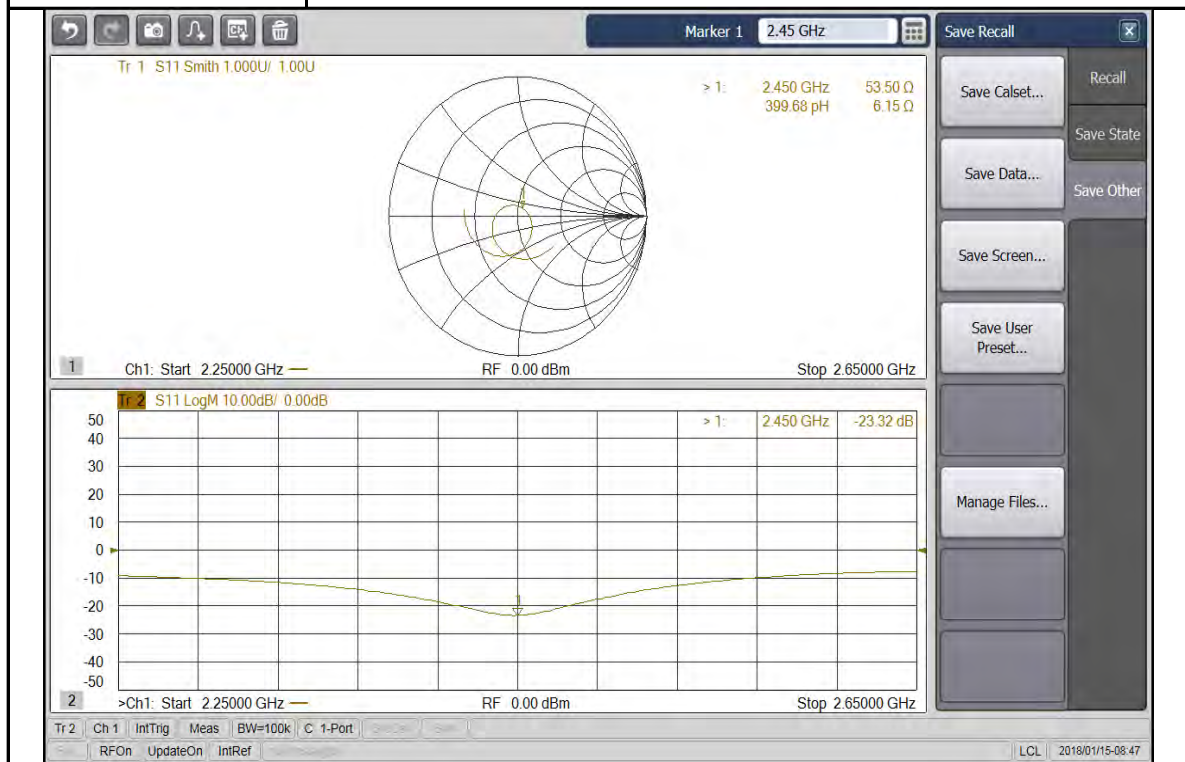 Marker 1 2.45 GHz Save Recall
Tr 1 S11 Smith 1.000U/ 1.00U
> 1: 2.450 GHz 53.50 Ω
399.68 pH 6.15 Ω
1
Ch1: Start 2.25000 GHz RF 0.00 dBm Stop 2.65000 GHz
Tr 2 S11 LogM 10.00dB/ 0.00dB
> 1: 2.450 GHz -23.32 dB
50
40
30
20
10
0
-10
-20
-30
-40
-50
1
2
>Ch1: Start 2.25000 GHz RF 0.00 dBm Stop 2.65000 GHz
Save Calset...
Save Data...
Save Screen...
Save User
Preset...
Manage Files...
Recall
Save State
Save Other
Tr 2 Ch 1 IntTrig Meas BW=100k C 1-Port
RFOn UpdateOn IntRef LCL 2018/01/15-08:47